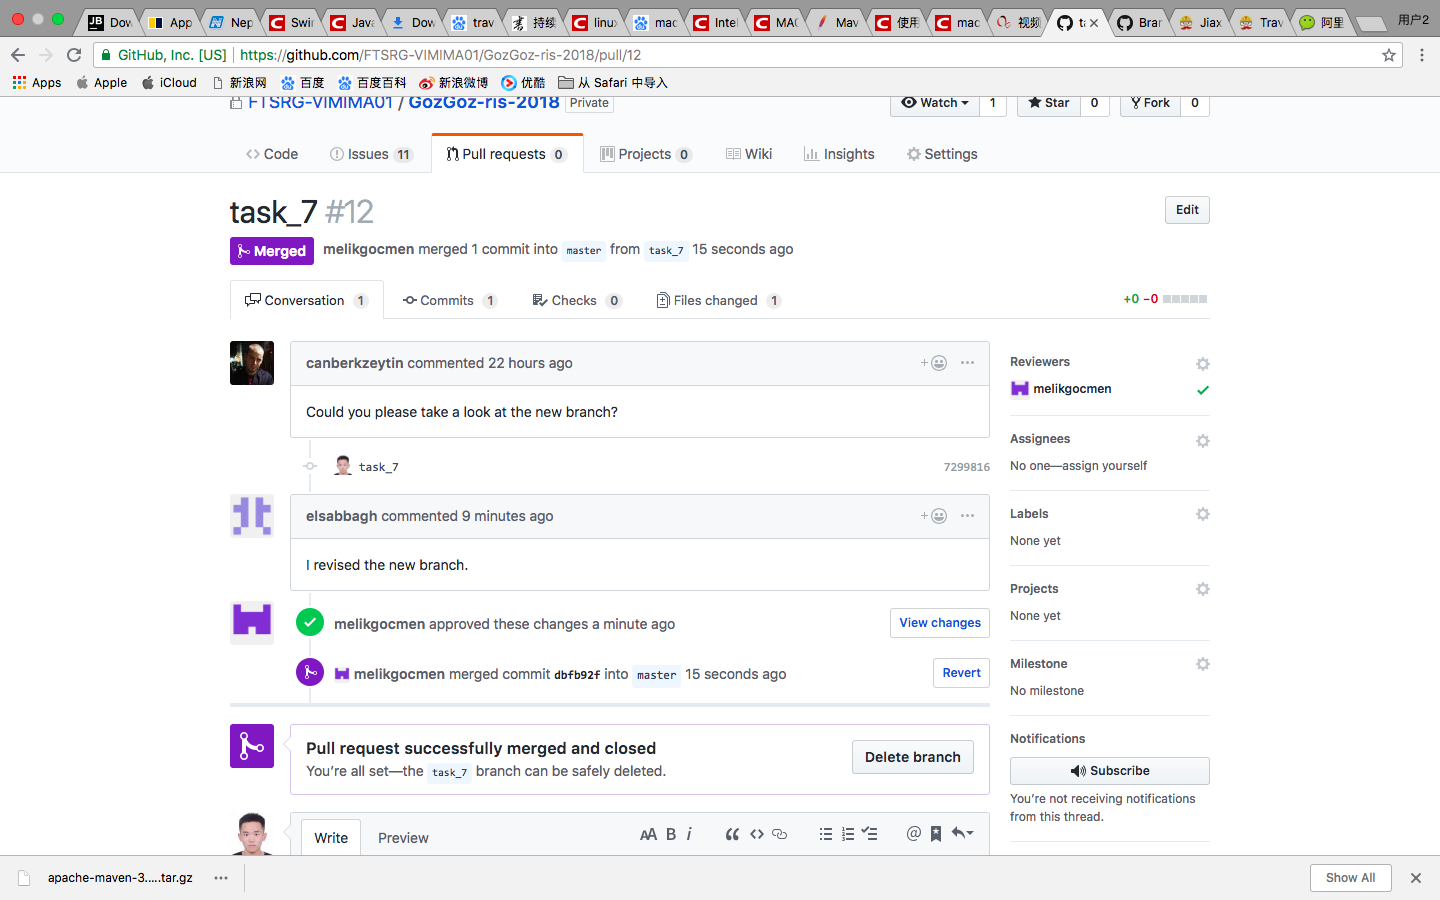 Dow App Nep Swin Java Dow trav 持续 linux mac Intel MAC Mav 使用 mac 视频 ta Bran Jiax Trav 阿里 用户2
GitHub, Inc. [US] https://github.com/FTSRG-VIMIMA01/GozGoz-ris-2018/pull/12
Apps Apple iCloud 新浪网 百度 百度百科 新浪微博 优酷 从 Safari 中导入
FTSRG-VIMIMA01 / GozGoz-ris-2018 Private Watch 1 Star 0 Fork 0
Code Issues 11 Pull requests 0 Projects 0 Wiki Insights Settings
task_7 #12 Edit
Merged melikgocmen merged 1 commit into master from task_7 15 seconds ago
Conversation 1 Commits 1 Checks 0 Files changed 1 +0 −0
canberkzeytin commented 22 hours ago
Could you please take a look at the new branch?
task_7 7299816
elsabbagh commented 9 minutes ago
I revised the new branch.
melikgocmen approved these changes a minute ago View changes
melikgocmen merged commit dbfb92f into master 15 seconds ago Revert
Pull request successfully merged and closed
You’re all set—the task_7 branch can be safely deleted.
Delete branch
Write Preview AA B i
Reviewers
melikgocmen
Assignees
No one—assign yourself
Labels
None yet
Projects
None yet
Milestone
No milestone
Notifications
Subscribe
You’re not receiving notifications
from this thread.
apache-maven-3.....tar.gz Show All